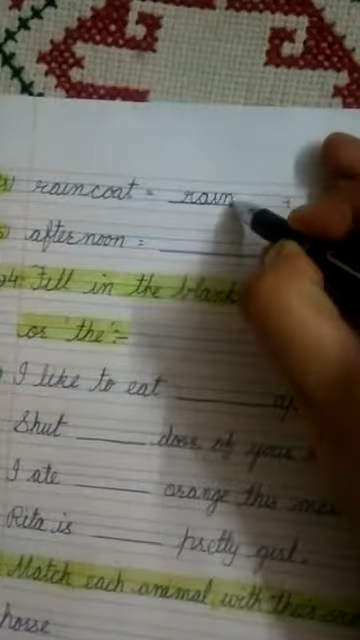 raincoat = rain +
afternoon =
Fill in the blank
or 'the':-
I like to eat
Shut door of your
I ate orange this
Rita is pretty girl.
Match each animal with their
horse